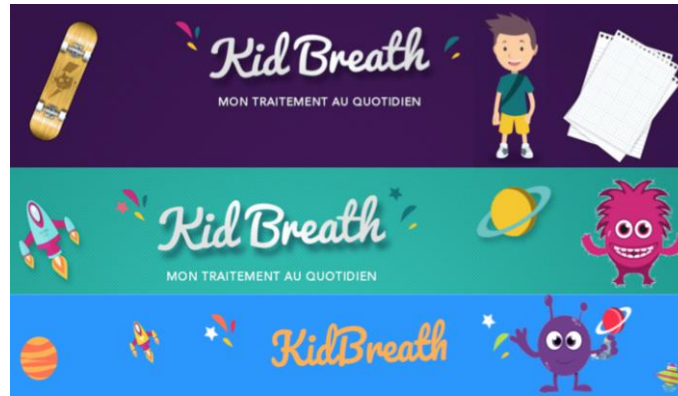 Kid Breath
MON TRAITEMENT AU QUOTIDIEN
Kid Breath
MON TRAITEMENT AU QUOTIDIEN
KidBreath